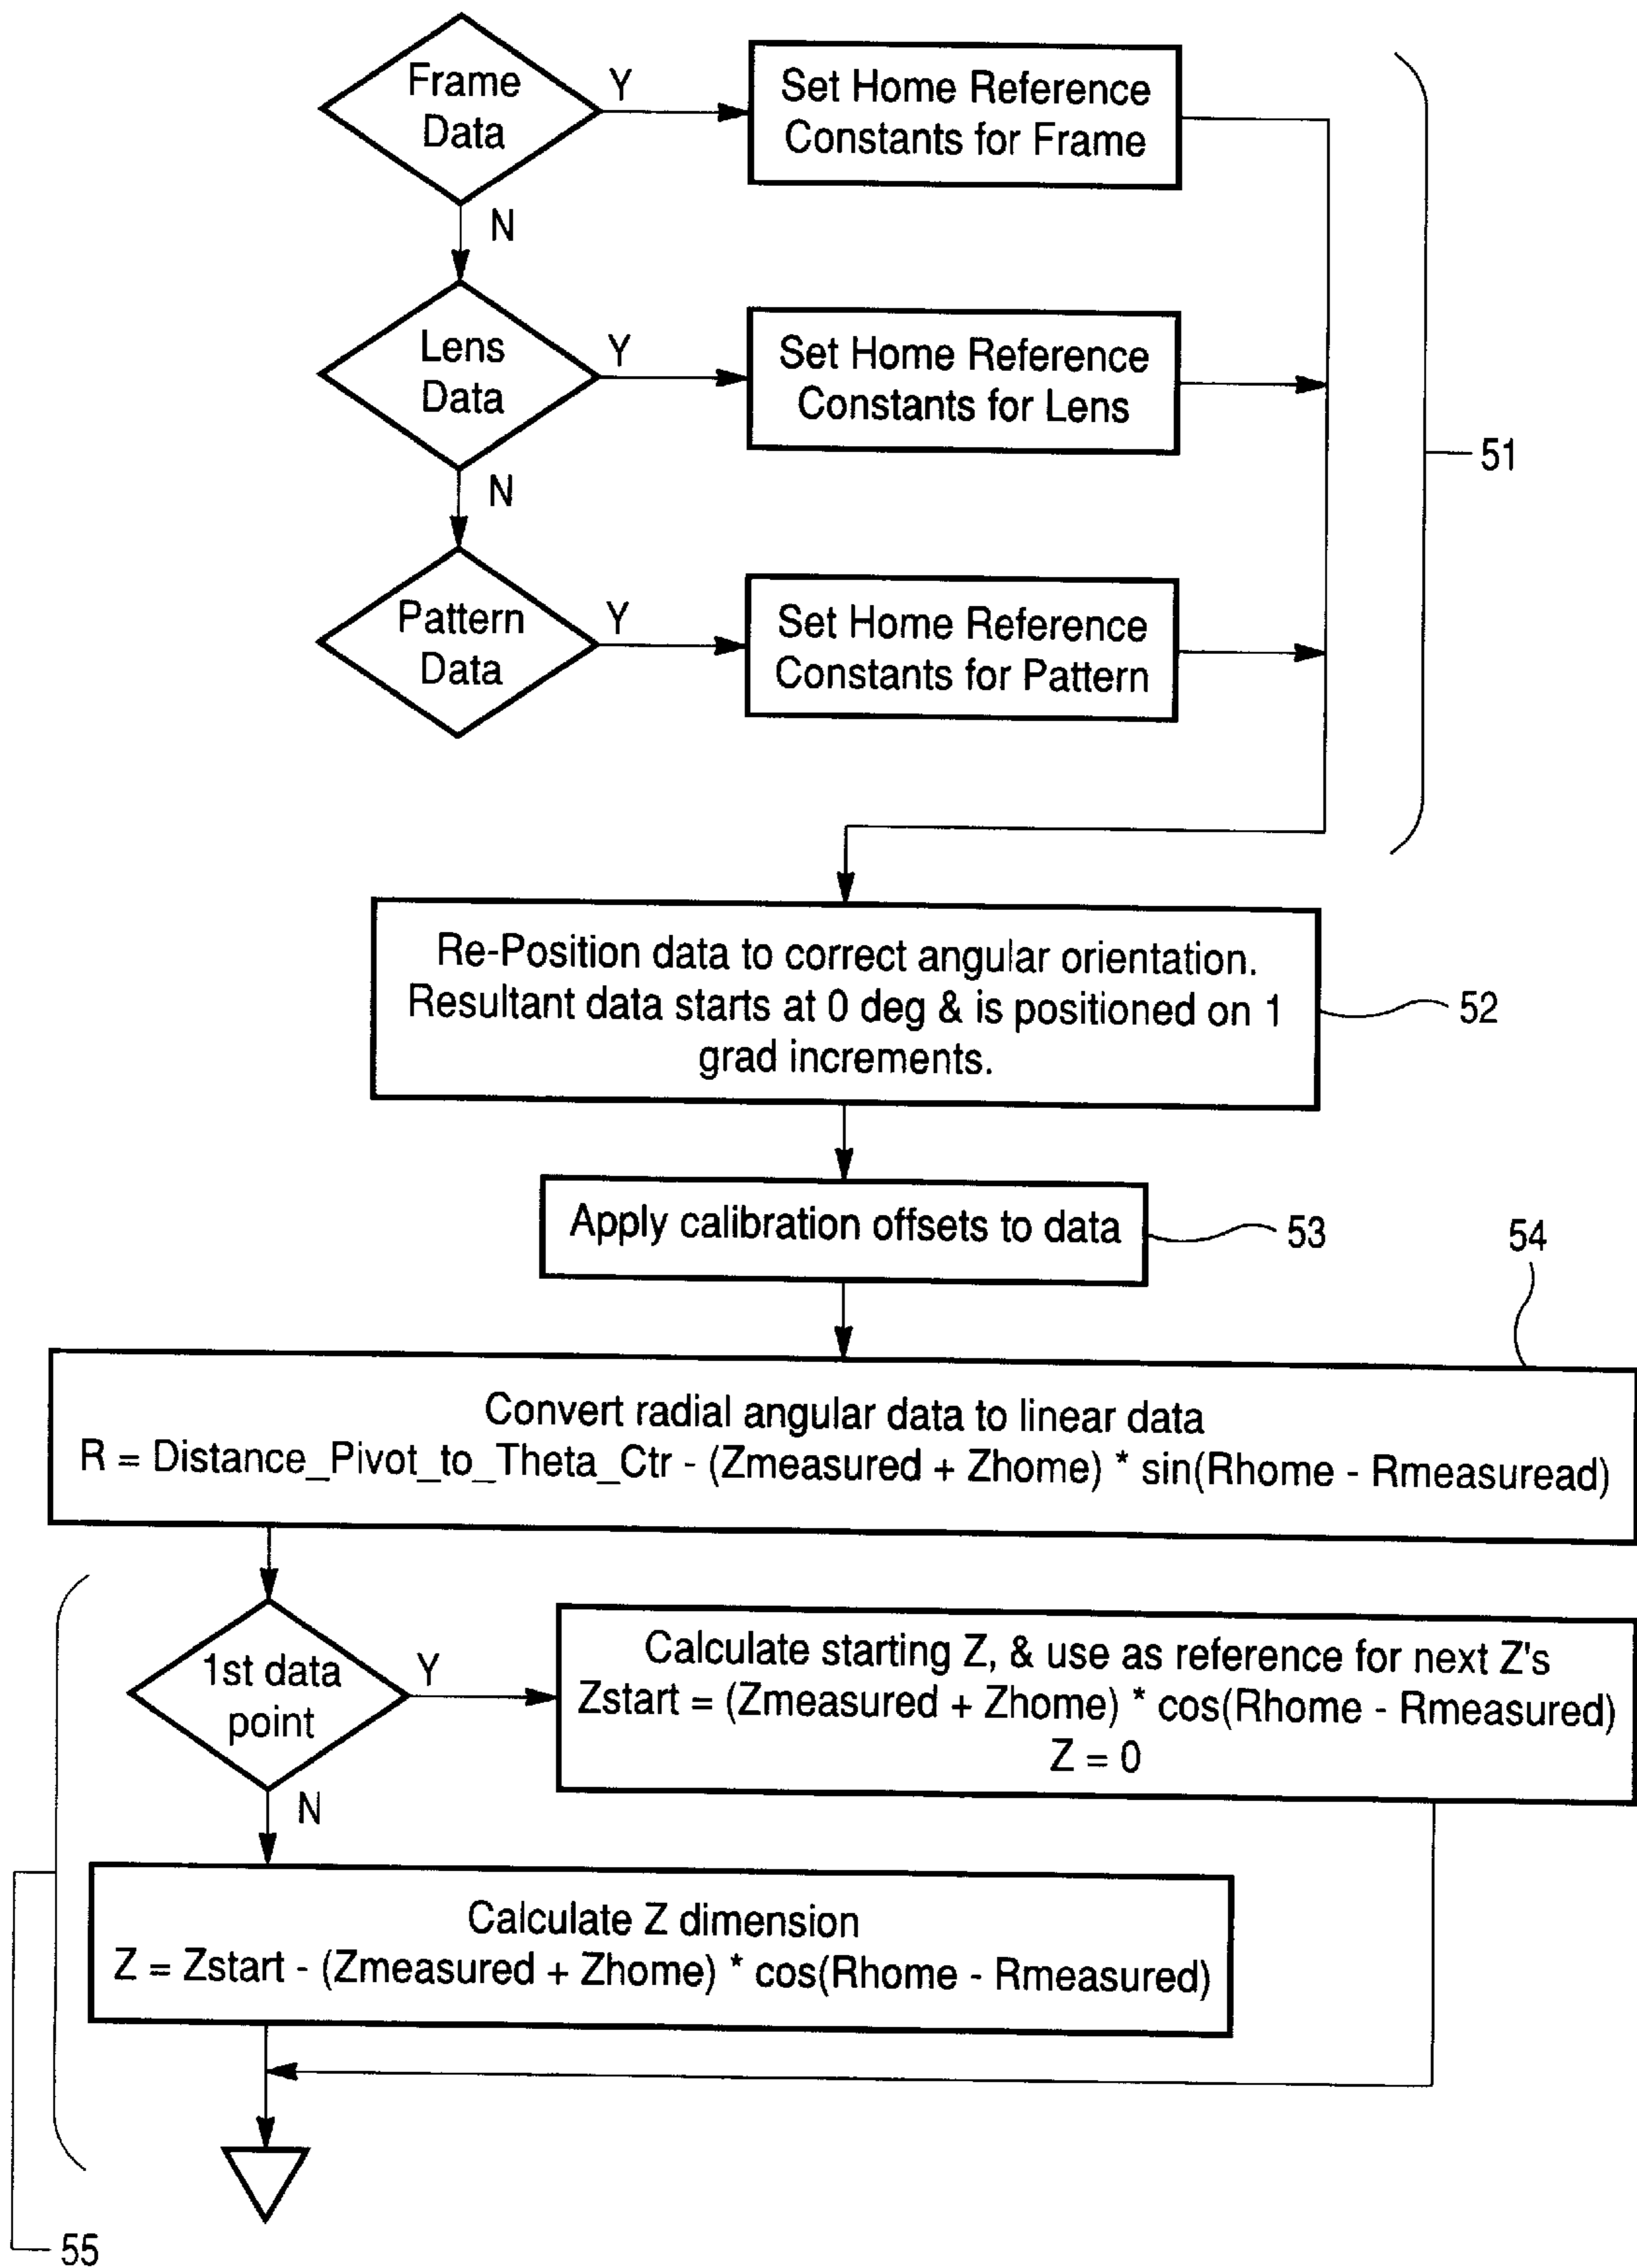 Frame
Data
Y
Set Home Reference
Constants for Frame
N
Lens
Data
Y
Set Home Reference
Constants for Lens
51
N
Pattern
Data
Y
Set Home Reference
Constants for Pattern
Re-Position data to correct angular orientation.
Resultant data starts at 0 deg & is positioned on 1
grad increments.
52
Apply calibration offsets to data
53
54
Convert radial angular data to linear data
R = Distance_Pivot_to_Theta_Ctr - (Zmeasured + Zhome) * sin(Rhome - Rmeasuread)
1st data
point
Y
Calculate starting Z, & use as reference for next Z's
Zstart = (Zmeasured + Zhome) * cos(Rhome - Rmeasured)
Z = 0
N
Calculate Z dimension
Z = Zstart - (Zmeasured + Zhome) * cos(Rhome - Rmeasured)
55